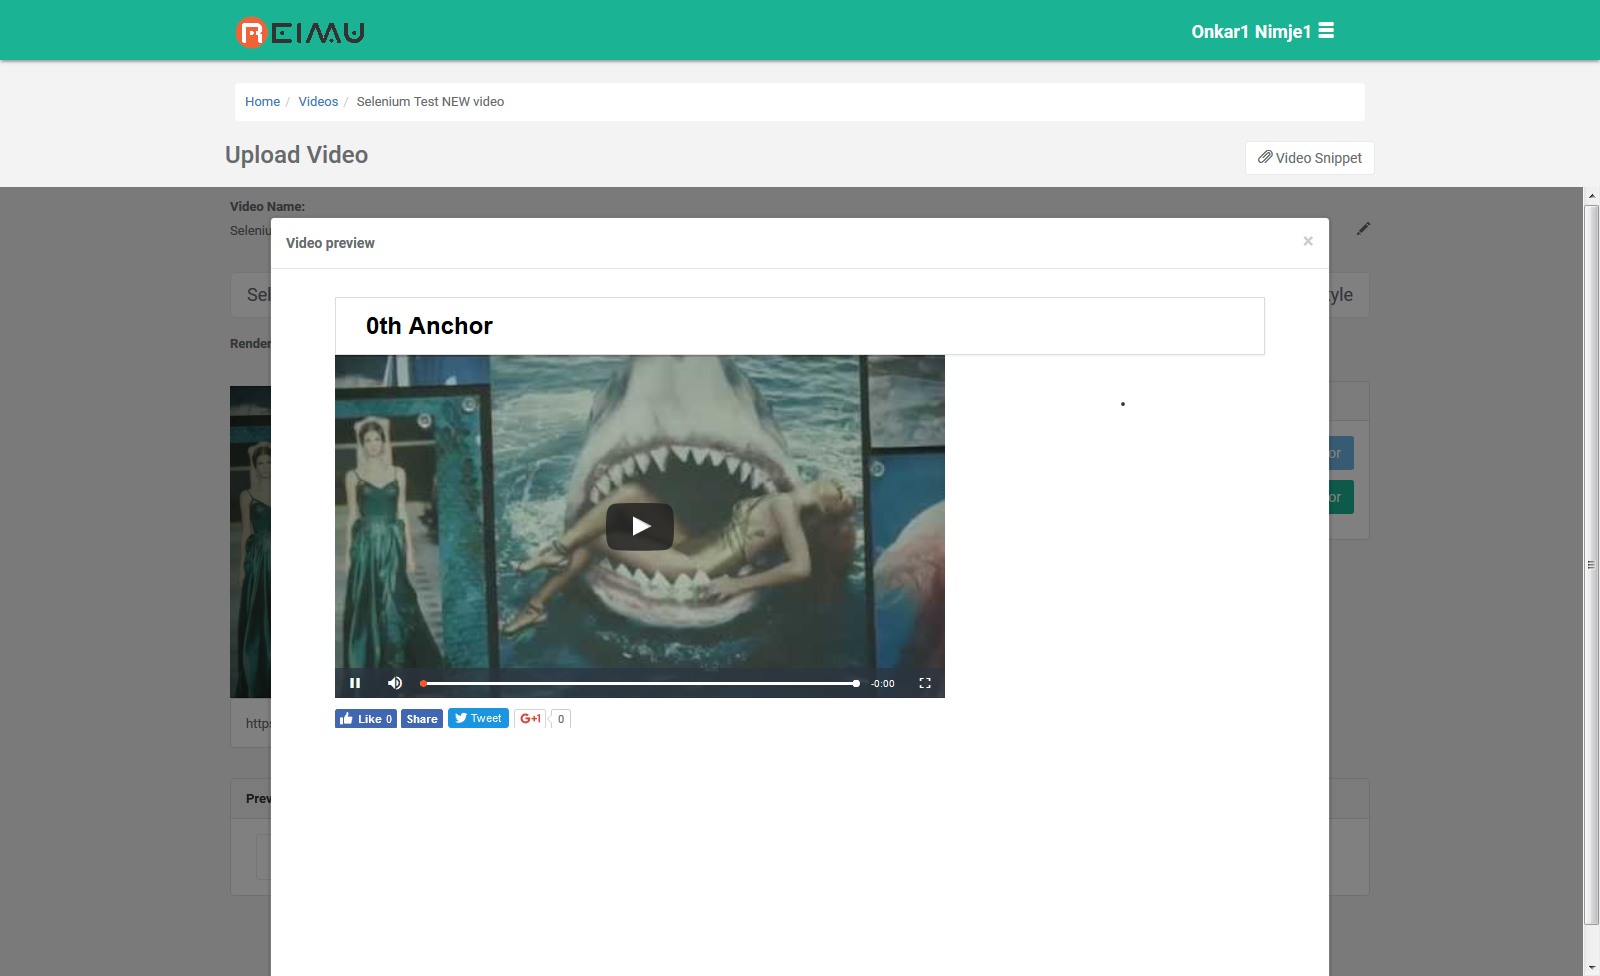 REIMU
Onkar1 Nimje1
Home / Videos / Selenium Test NEW video
Upload Video
Video Snippet
Video Name:
Seleniu
Video preview
×
Sel
yle
0th Anchor
Render
or
or
-0:00
https
Like 0 Share Tweet G+1 0
Prev